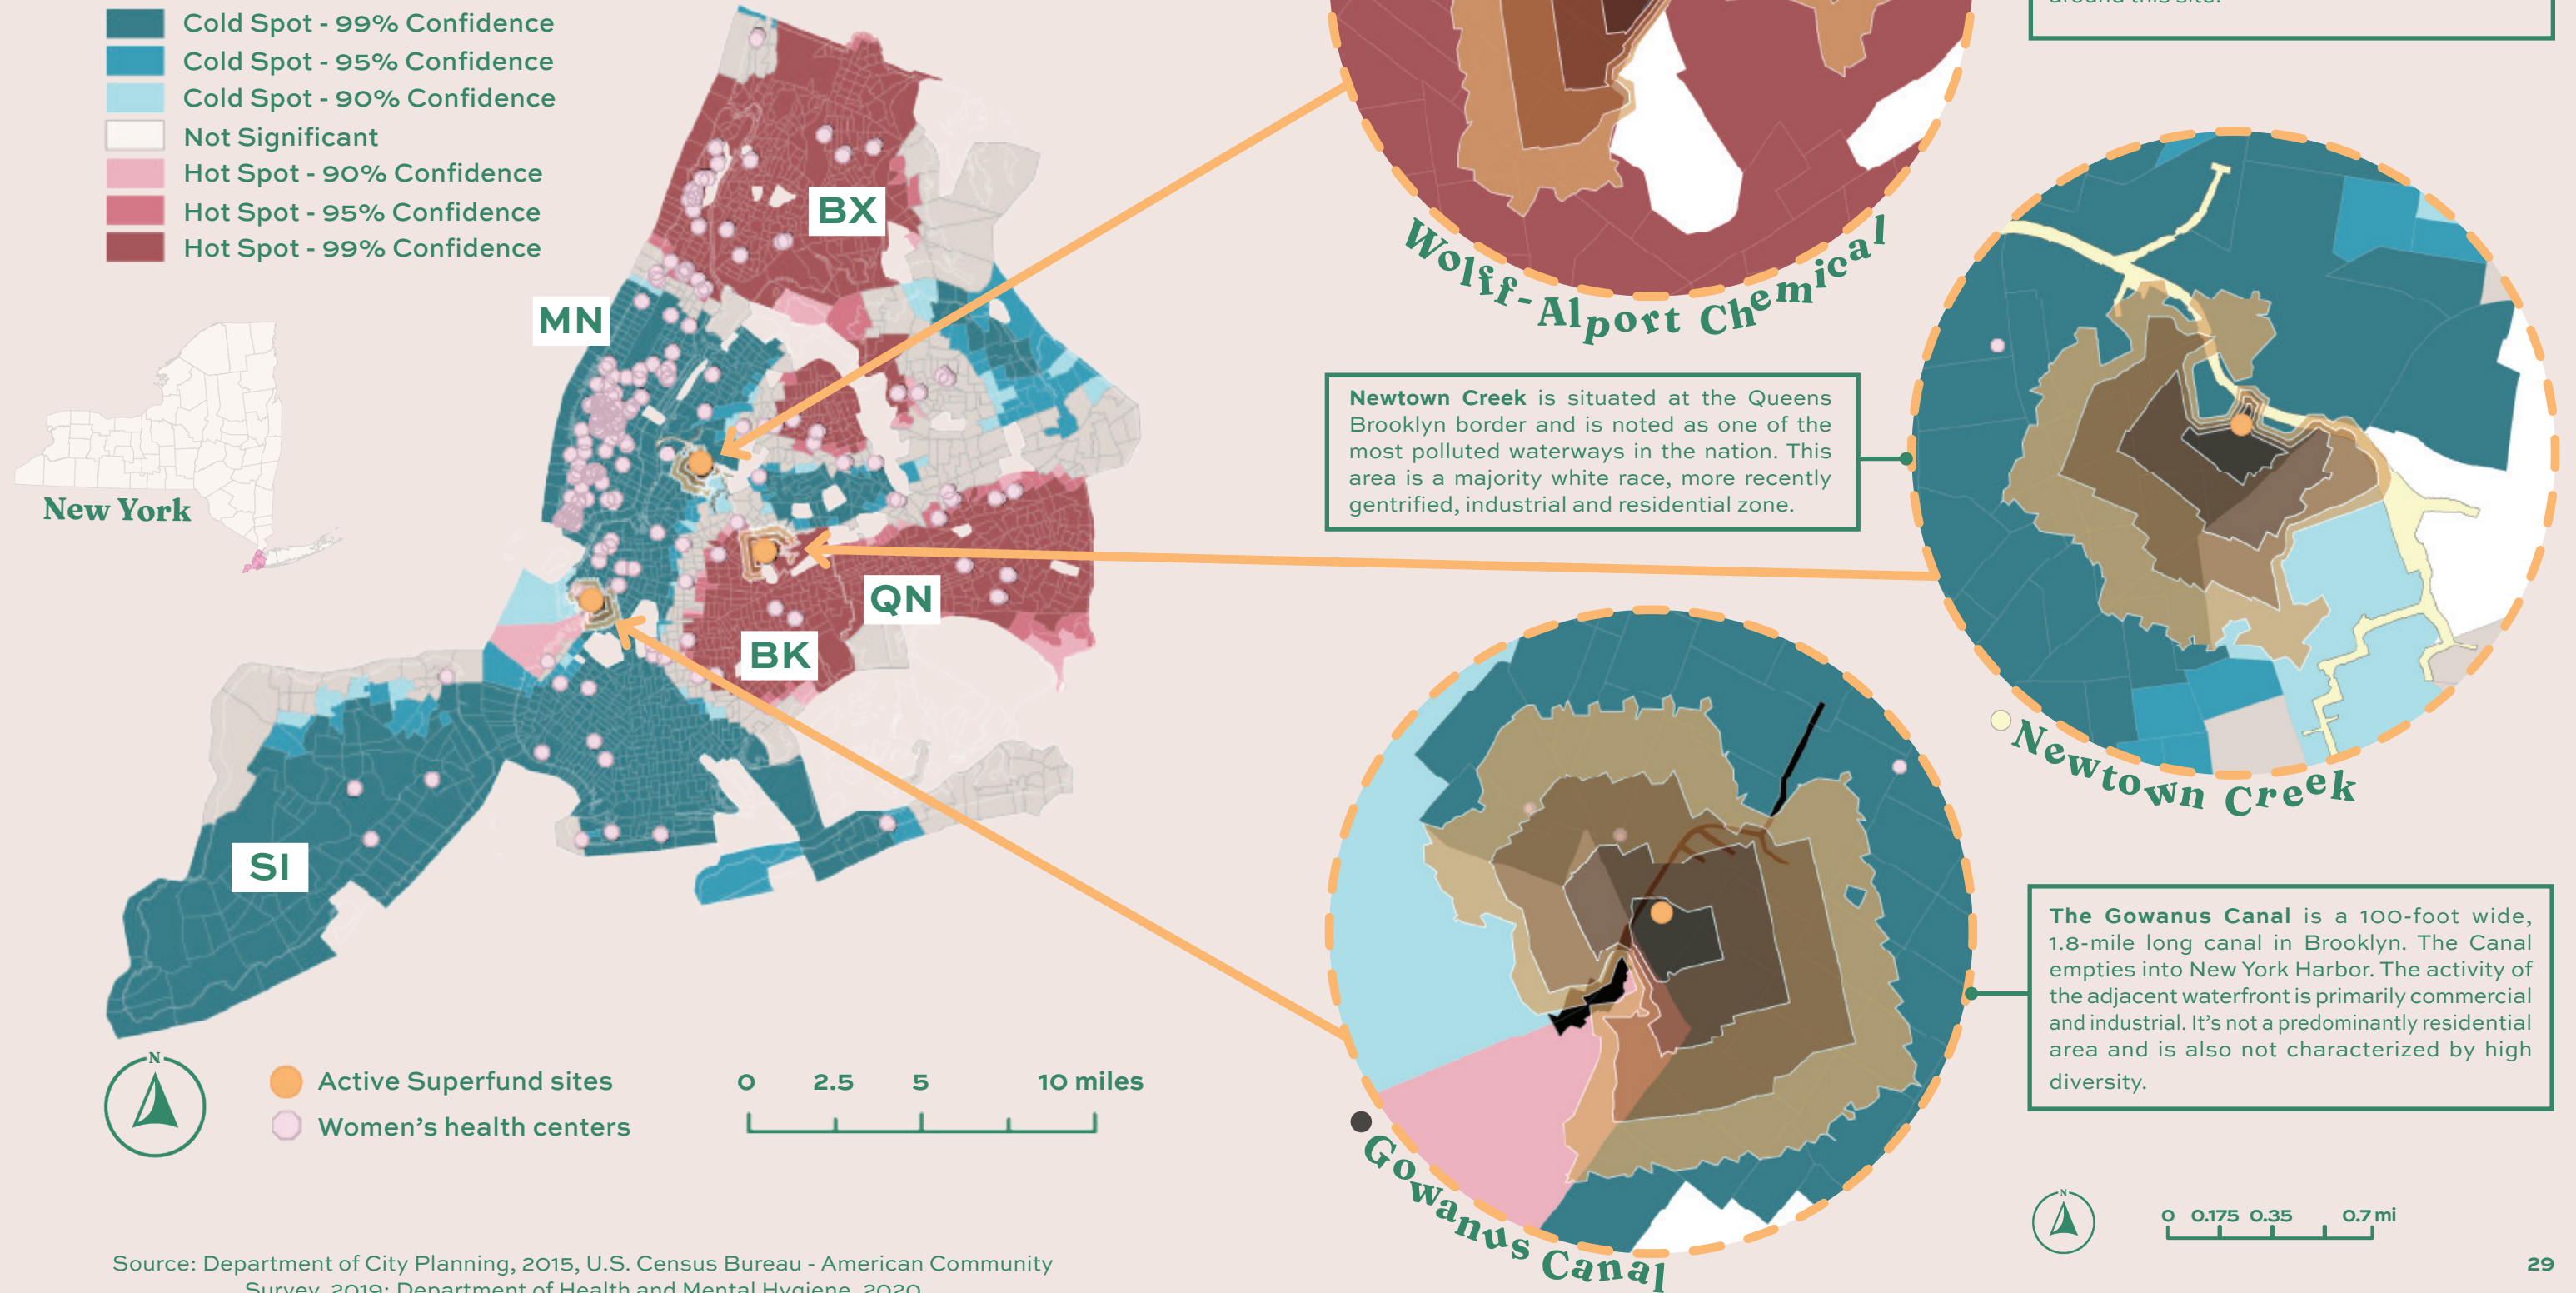 around this site.
Cold Spot - 99% Confidence
Cold Spot - 95% Confidence
Cold Spot - 90% Confidence
Not Significant
Hot Spot - 90% Confidence
Hot Spot - 95% Confidence
Hot Spot - 99% Confidence
BX
MN
QN
BK
SI
New York
Wolff-Alport Chemical
Newtown Creek is situated at the Queens
Brooklyn border and is noted as one of the
most polluted waterways in the nation. This
area is a majority white race, more recently
gentrified, industrial and residential zone.
Newtown Creek
The Gowanus Canal is a 100-foot wide,
1.8-mile long canal in Brooklyn. The Canal
empties into New York Harbor. The activity of
the adjacent waterfront is primarily commercial
and industrial. It's not a predominantly residential
area and is also not characterized by high
diversity.
Gowanus Canal
N
Active Superfund sites
Women's health centers
0 2.5 5 10 miles
N
0 0.175 0.35 0.7 mi
Source: Department of City Planning, 2015, U.S. Census Bureau - American Community
Survey, 2019; Department of Health and Mental Hygiene, 2020
29